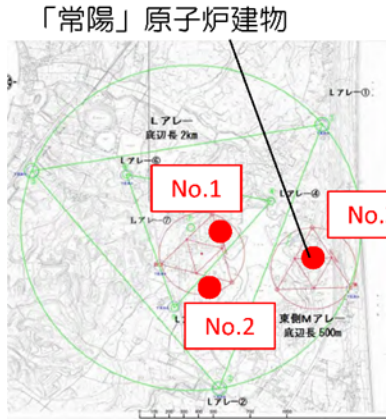 「常陽」原子炉建物
Lアレー①
Lアレー
底辺長 2km
Lアレー⑥
No.1
Lアレー④
No.
Lアレー⑦
No.2
東側Mアレー
底辺長 500m
Lアレー②